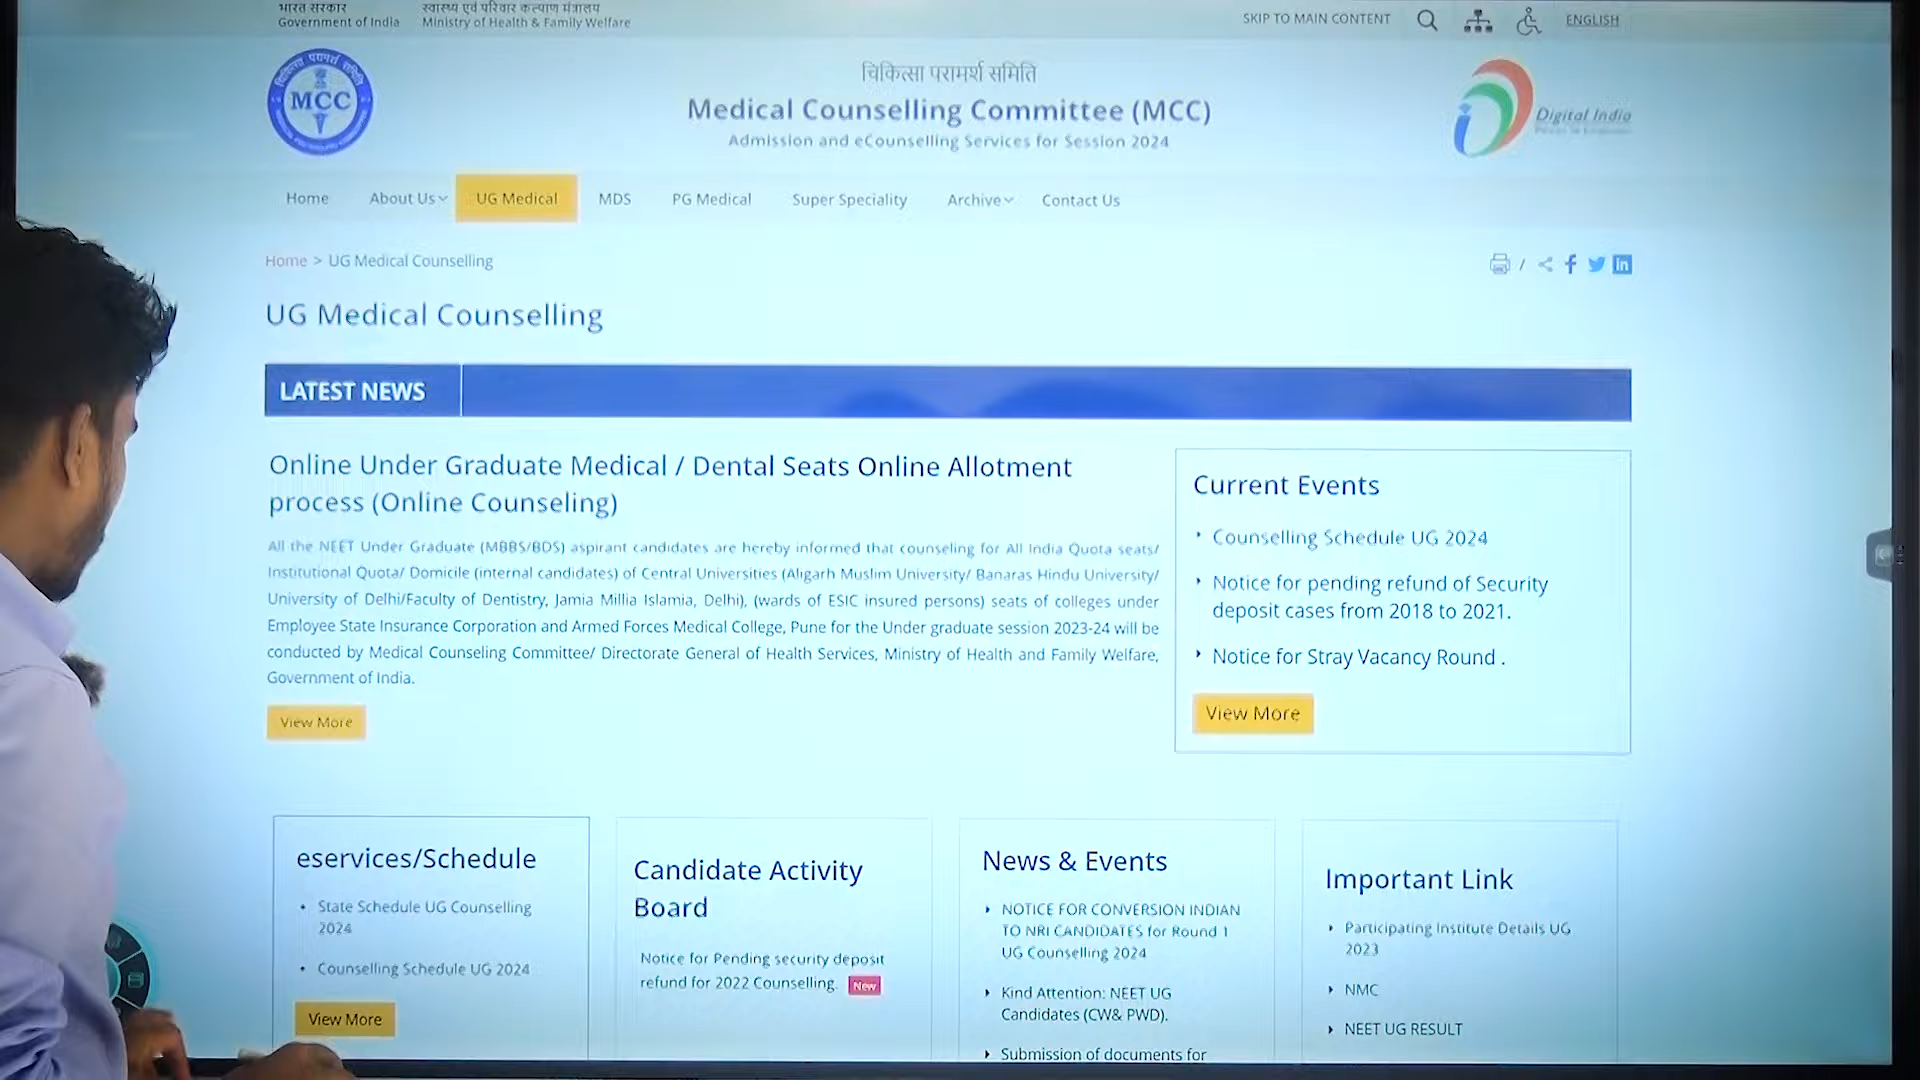 भारत सरकार
Government of India
स्वास्थ्य एवं परिवार कल्याण मंत्रालय
Ministry of Health & Family Welfare
SKIP TO MAIN CONTENT
ENGLISH
चिकित्सा परामर्श समिति
MCC
चिकित्सा परामर्श समिति
Medical Counselling Committee (MCC)
Admission and eCounselling Services for Session 2024
Digital India
Home
About Us
UG Medical
MDS
PG Medical
Super Speciality
Archive
Contact Us
Home > UG Medical Counselling
/
UG Medical Counselling
LATEST NEWS
Online Under Graduate Medical / Dental Seats Online Allotment
process (Online Counseling)
All the NEET Under Graduate (MBBS/BDS) aspirant candidates are hereby informed that counseling for All India Quota seats/
Institutional Quota/ Domicile (internal candidates) of Central Universities (Aligarh Muslim University/ Banaras Hindu University/
University of Delhi/Faculty of Dentistry, Jamia Millia Islamia, Delhi), (wards of ESIC insured persons) seats of colleges under
Employee State Insurance Corporation and Armed Forces Medical College, Pune for the Under graduate session 2023-24 will be
conducted by Medical Counseling Committee/ Directorate General of Health Services, Ministry of Health and Family Welfare,
Government of India.
View More
Current Events
Counselling Schedule UG 2024
Notice for pending refund of Security
deposit cases from 2018 to 2021.
Notice for Stray Vacancy Round .
View More
eservices/Schedule
State Schedule UG Counselling
2024
Counselling Schedule UG 2024
View More
Candidate Activity
Board
Notice for Pending security deposit
refund for 2022 Counselling. New
News & Events
NOTICE FOR CONVERSION INDIAN
TO NRI CANDIDATES for Round 1
UG Counselling 2024
Kind Attention: NEET UG
Candidates (CW& PWD).
Submission of documents for
Important Link
Participating Institute Details UG
2023
NMC
NEET UG RESULT